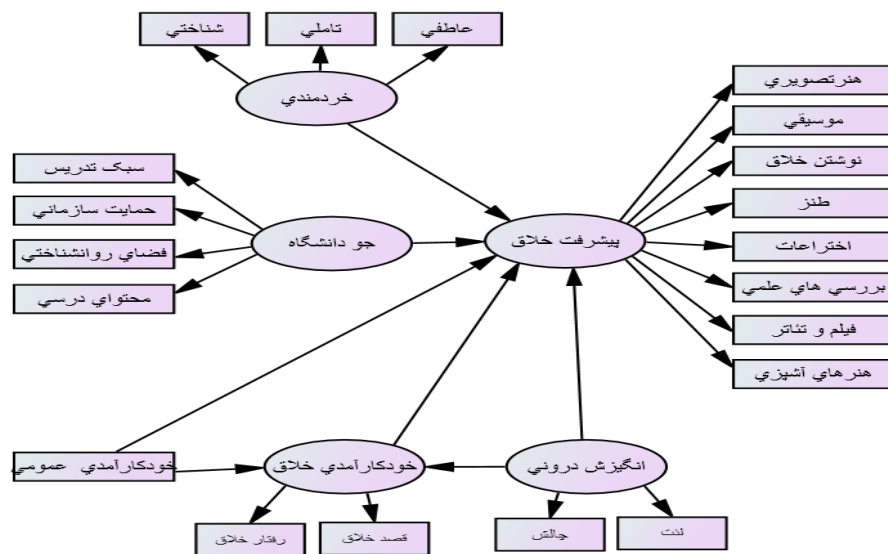 شناختي
تاملي
عاطفي
خردمندي
هنرتصويري
موسيقي
نوشتن خلاق
طنز
اختراعات
بررسي هاي علمي
فيلم و تئاتر
هنرهاي آشپزي
سبک تدريس
حمايت سازماني
فضاي روانشناختي
محتواي درسي
جو دانشگاه
پيشرفت خلاق
خودکارآمدي عمومي
خودکارآمدي خلاق
انگيزش دروني
رفتار خلاق
قصد خلاق
چالش
لذت